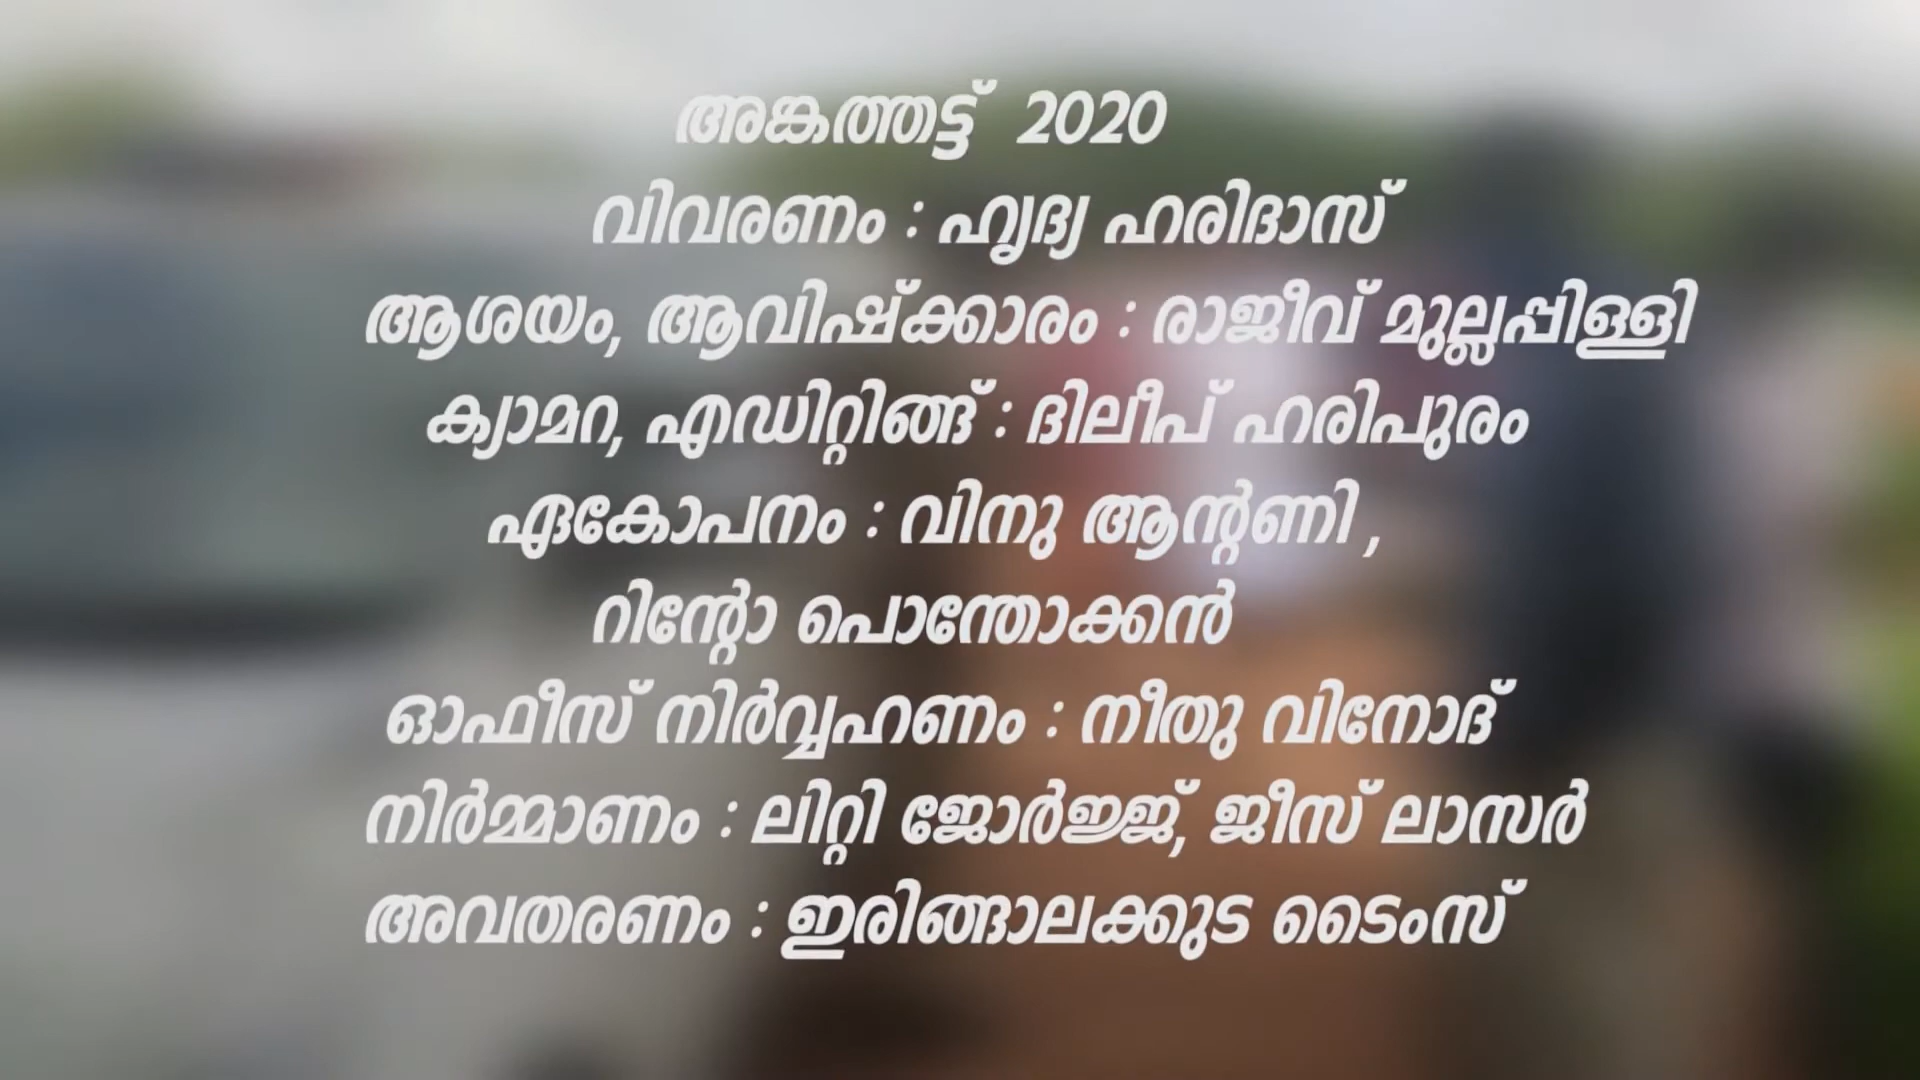 അങ്കത്തട്ട് 2020
വിവരണം : ഹൃദ്യ ഹരിദാസ്
ആശയം, ആവിഷ്ക്കാരം : രാജീവ് മുല്ലപ്പിള്ളി
ക്യാമറ, എഡിറ്റിങ്ങ് : ദിലീപ് ഹരിപുരം
ഏകോപനം : വിനു ആന്റണി ,
റിന്റോ പൊന്തോക്കൻ
ഓഫീസ് നിർവ്വഹണം : നീതു വിനോദ്
നിർമ്മാണം : ലിറ്റി ജോർജ്ജ്, ജീസ് ലാസർ
അവതരണം : ഇരിങ്ങാലക്കുട ടൈംസ്